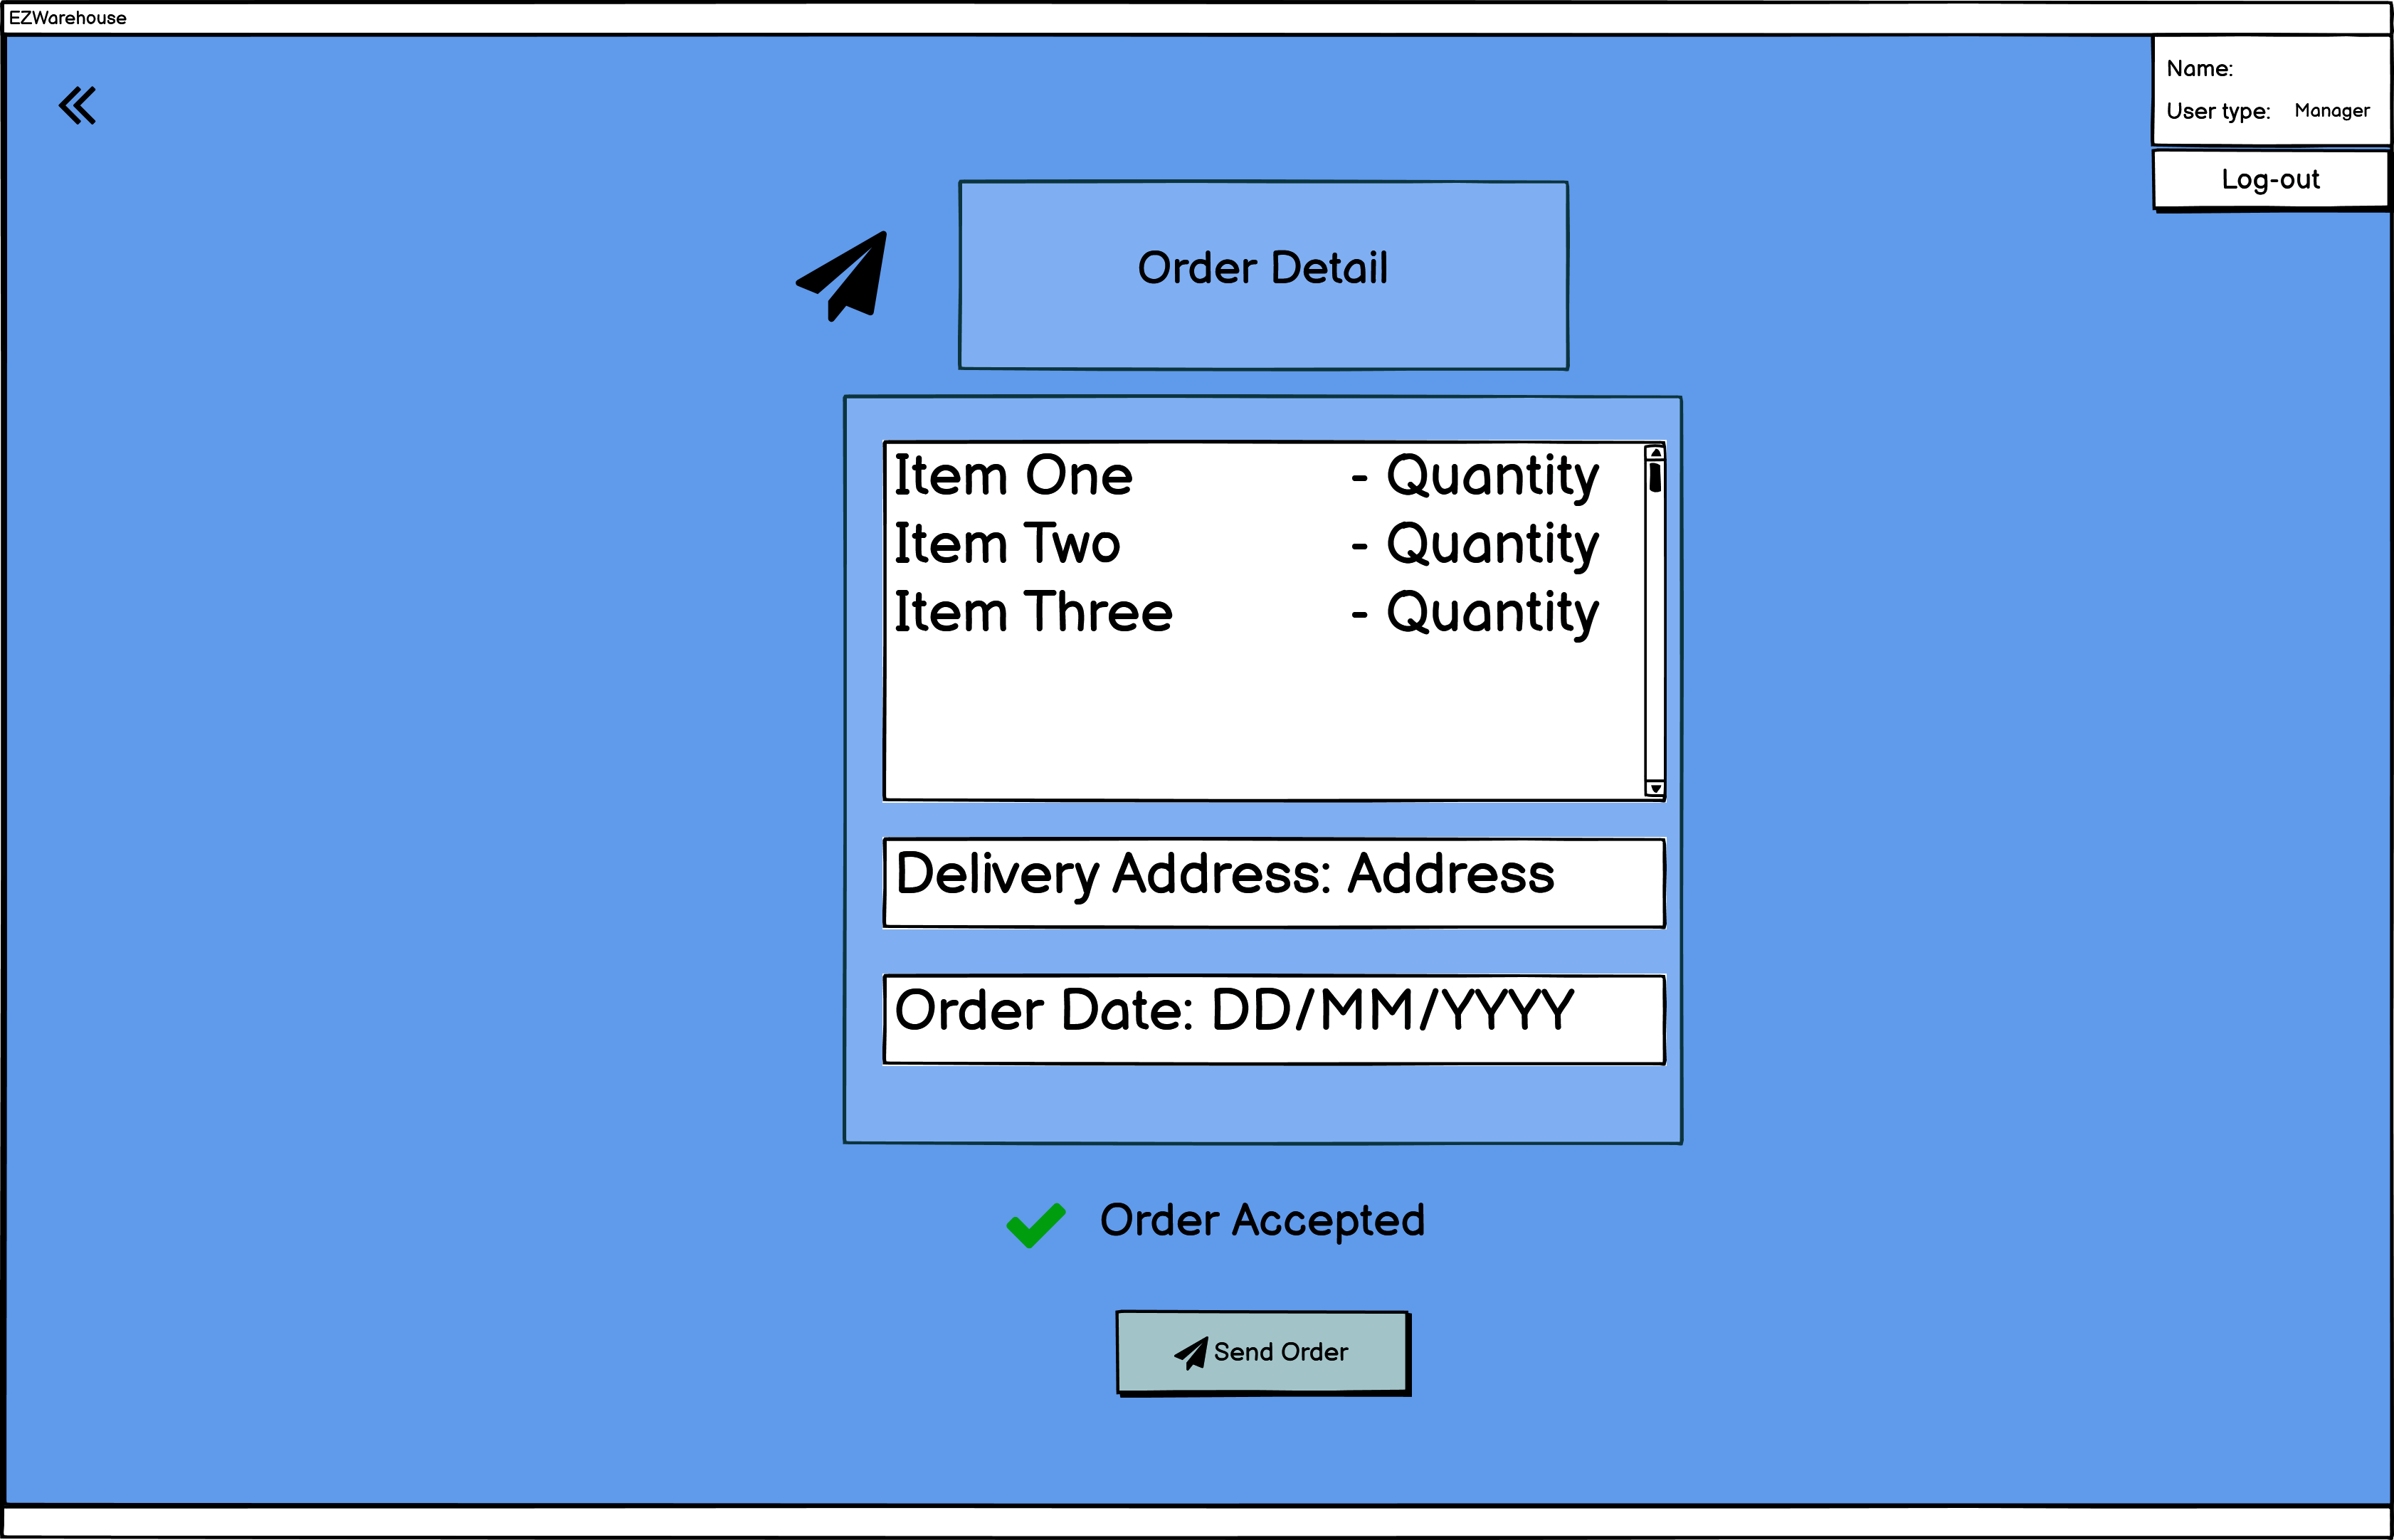 EZWarehouse
Name:
User type: Manager
Log-out
Order Detail
Item One - Quantity
Item Two - Quantity
Item Three - Quantity
Delivery Address: Address
Order Date: DD/MM/YYYY
Order Accepted
Send Order